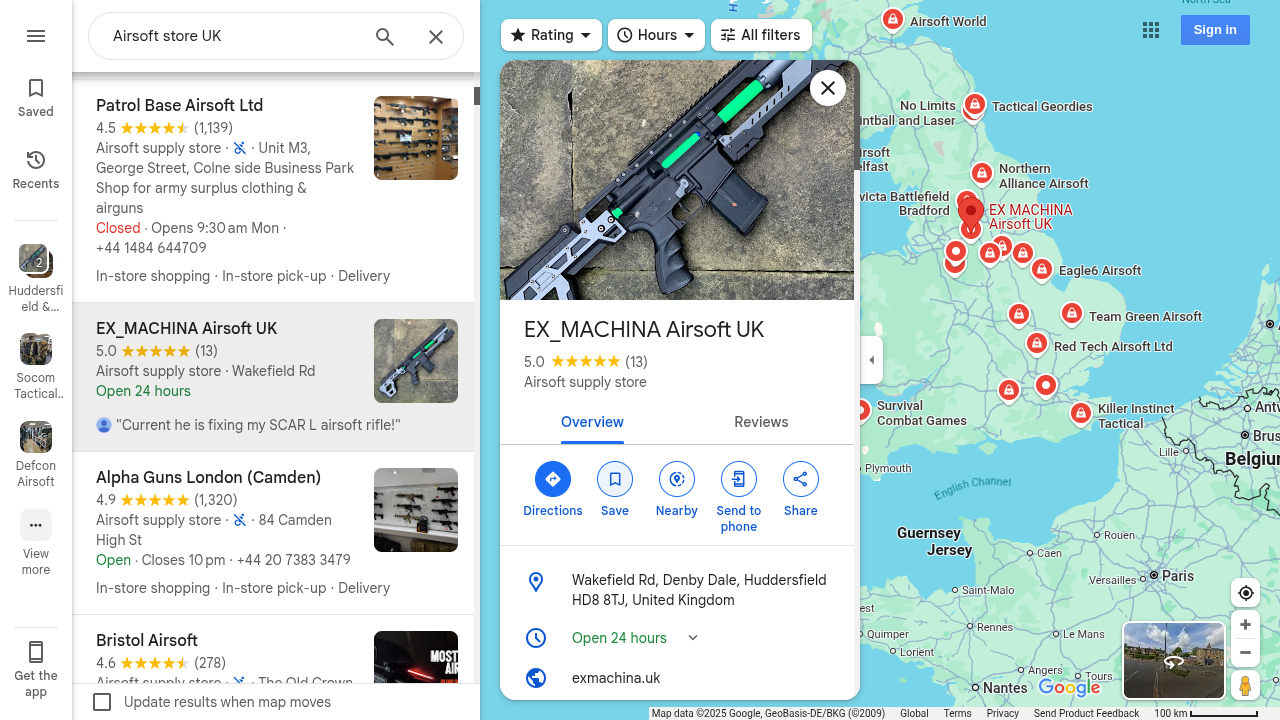 Airsoft store UK
Saved
Recents
2
Huddersfi
eld &...
Socom
Tactical..
Defcon
Airsoft
View
more
Get the
app
Patrol Base Airsoft Ltd
4.5 (1,139)
Airsoft supply store · · Unit M3,
George Street, Colne side Business Park
Shop for army surplus clothing &
airguns
Closed · Opens 9:30 am Mon ·
+44 1484 644709
In-store shopping · In-store pick-up · Delivery
EX_MACHINA Airsoft UK
5.0 (13)
Airsoft supply store · Wakefield Rd
Open 24 hours
"Current he is fixing my SCAR L airsoft rifle!"
Alpha Guns London (Camden)
4.9 (1,320)
Airsoft supply store · · 84 Camden
High St
Open · Closes 10 pm · +44 20 7383 3479
In-store shopping · In-store pick-up · Delivery
Bristol Airsoft
4.6 (278)
Airsoft supply store · · The Old Crown
MOST
Update results when map moves
Rating
Hours
All filters
Sign in
EX_MACHINA Airsoft UK
5.0 (13)
Airsoft supply store
Overview
Reviews
Directions
Save
Nearby
Send to
phone
Share
Wakefield Rd, Denby Dale, Huddersfield
HD8 8TJ, United Kingdom
Open 24 hours
exmachina.uk
North Sea
Airsoft World
No Limits
intball and Laser
Tactical Geordies
irsoft
elfast
Northern
Alliance Airsoft
victa Battlefield
Bradford
EX MACHINA
Airsoft UK
Eagle6 Airsoft
Team Green Airsoft
Red Tech Airsoft Ltd
Survival
Combat Games
Killer Instinct
Tactical
Antw
Brus
Lille
Belgium
Plymouth
English Channel
Guernsey
Jersey
Rouen
Caen
Versailles
Paris
Saint-Malo
est
Quimper
Rennes
Le Mans
Lorient
Angers
Tours
Nantes
Google
Map data ©2025 Google, GeoBasis-DE/BKG (©2009)
Global
Terms
Privacy
Send Product Feedback
100 km